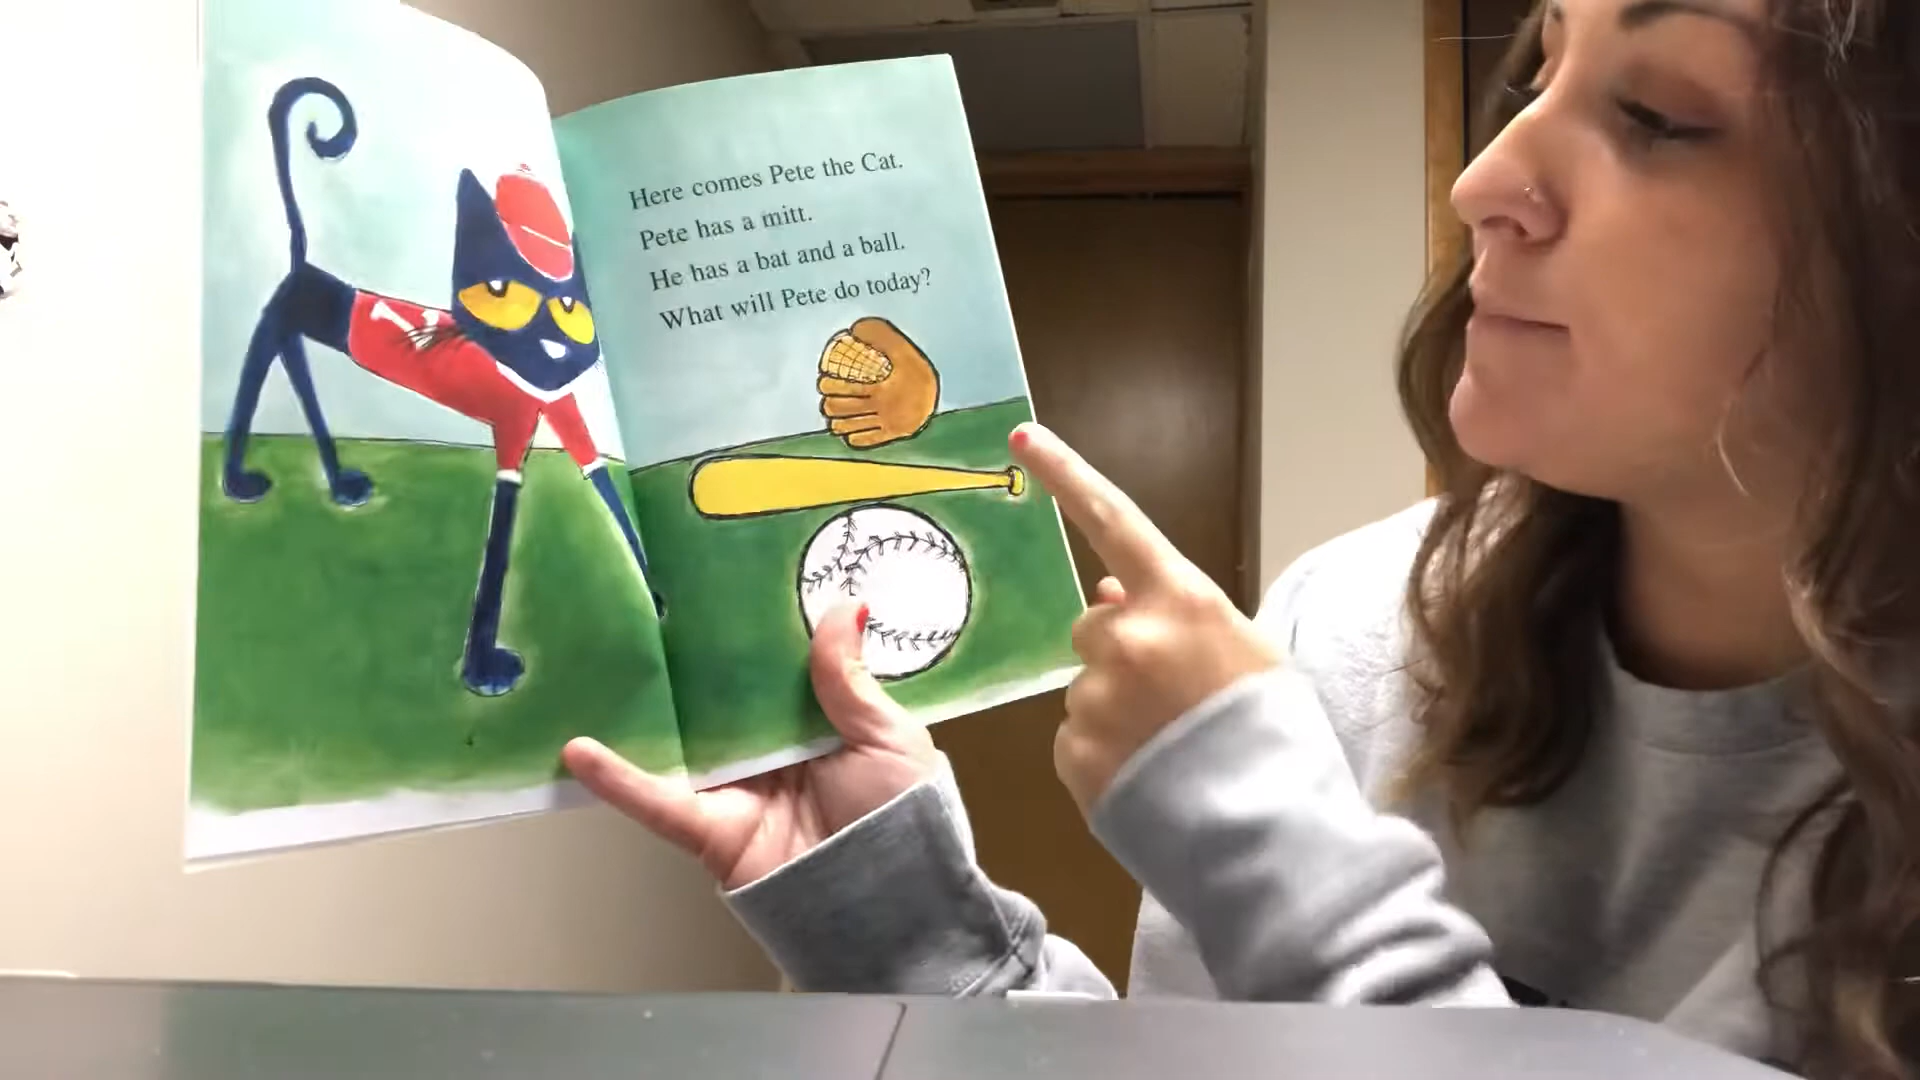 Here comes Pete the Cat.
Pete has a mitt.
He has a bat and a ball.
What will Pete do today?